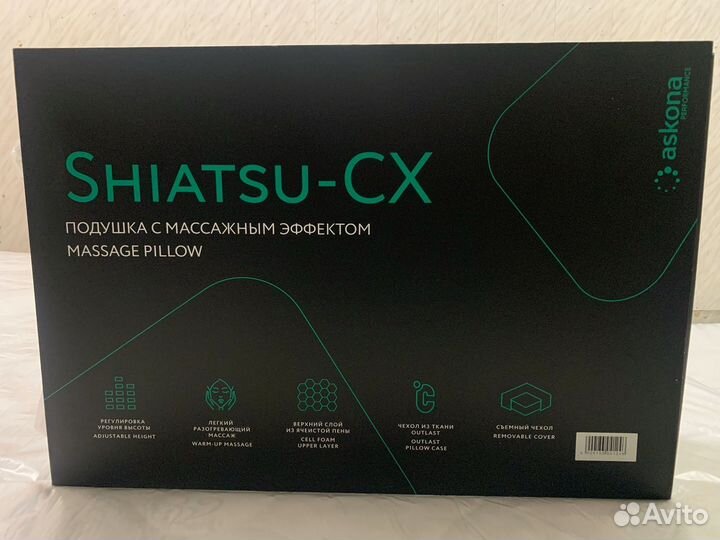 askona
PERFORMANCE
SHIATSU-CX
ПОДУШКА С МАССАЖНЫМ ЭФФЕКТОМ
MASSAGE PILLOW
РЕГУЛИРОВКА
УРОВНЯ ВЫСОТЫ
ADJUSTABLE HEIGHT
ЛЕГКИЙ
РАЗОГРЕВАЮЩИЙ
МАССАЖ
WARM-UP MASSAGE
ВЕРХНИЙ СЛОЙ
ИЗ ЯЧЕИСТОЙ ПЕНЫ
CELL FOAM
UPPER LAYER
°C
ЧЕХОЛ ИЗ ТКАНИ
OUTLAST
OUTLAST
PILLOW CASE
СЪЕМНЫЙ ЧЕХОЛ
REMOVABLE COVER
Avito